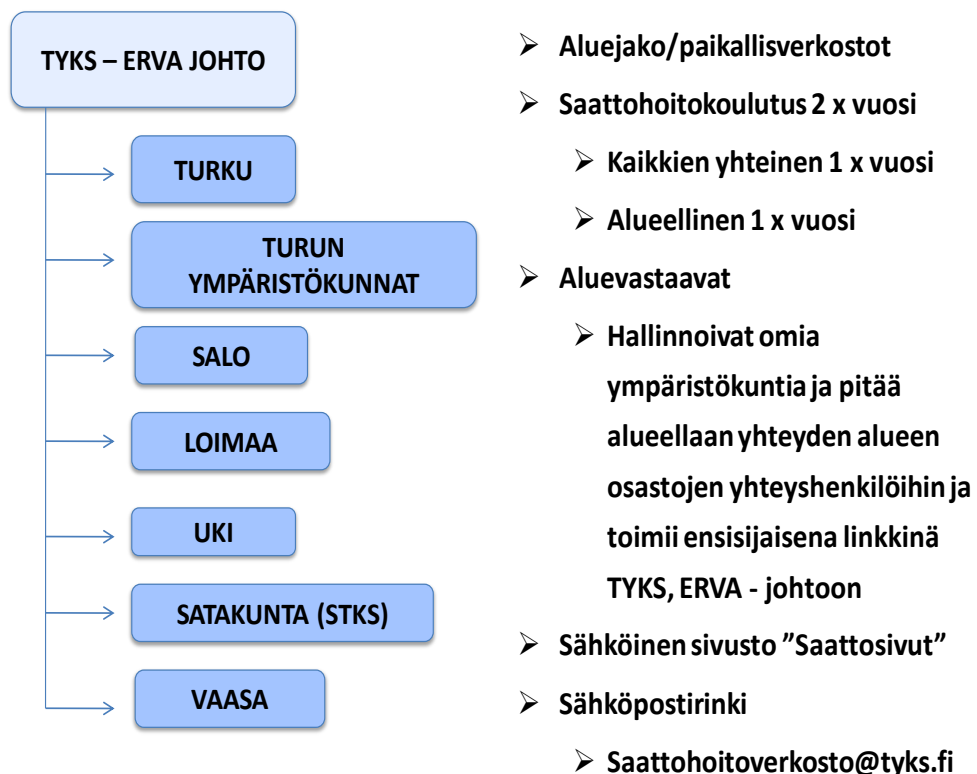 TYKS – ERVA JOHTO
TURKU
TURUN
YMPÄRISTÖKUNNAT
SALO
LOIMAA
UKI
SATAKUNTA (STKS)
VAASA
Aluejako/paikallisverkostot
Saattohoitokoulutus 2 x vuosi
Kaikkien yhteinen 1 x vuosi
Alueellinen 1 x vuosi
Aluevastaavat
Hallinnoivat omia
ympäristökuntia ja pitää
alueellaan yhteyden alueen
osastojen yhteyshenkilöihin ja
toimii ensisijaisena linkkinä
TYKS, ERVA - johtoon
Sähköinen sivusto ”Saattosivut”
Sähköpostirinki
Saattohoitoverkosto@tyks.fi